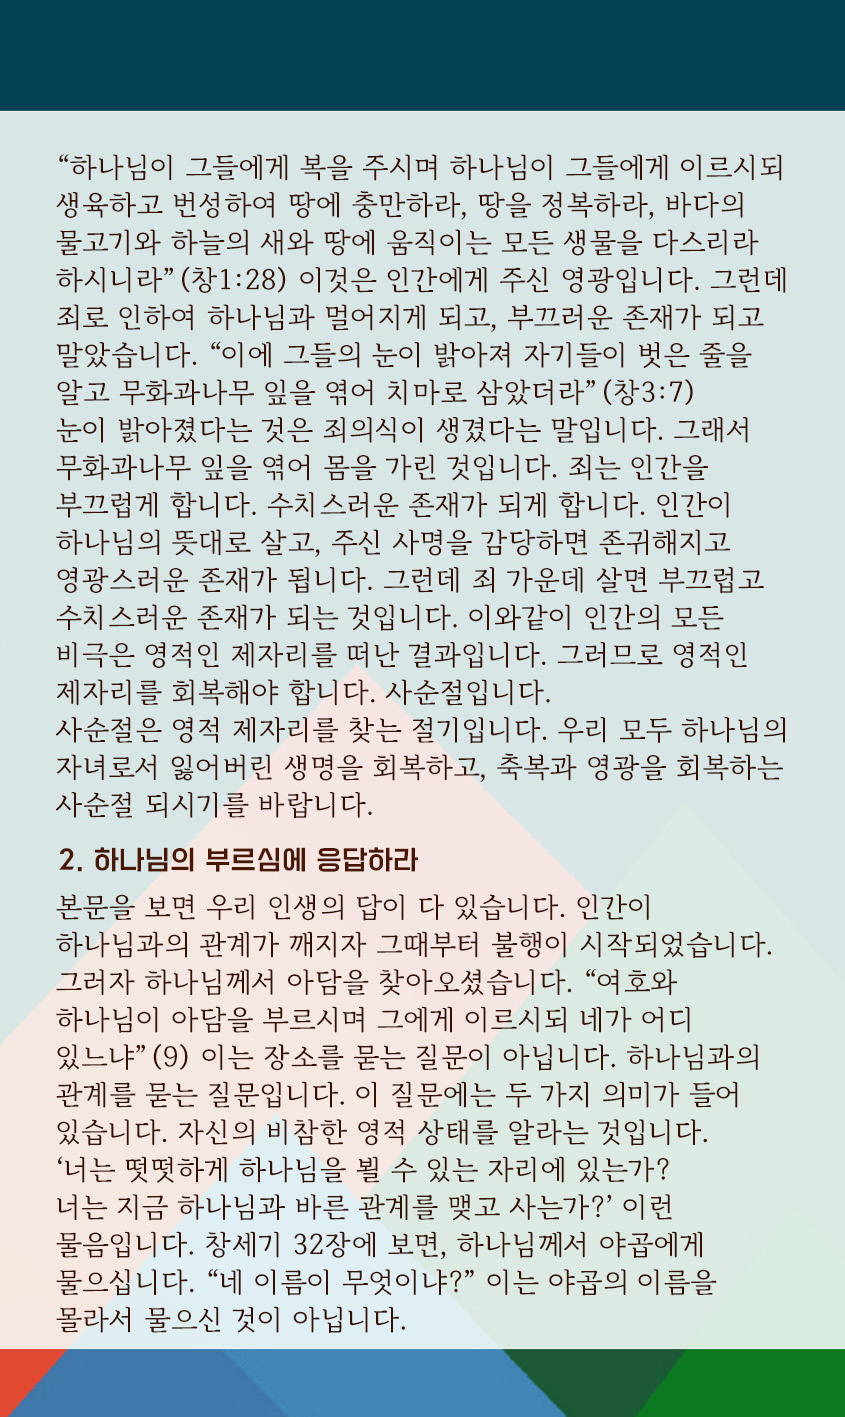 “하나님이 그들에게 복을 주시며 하나님이 그들에게 이르시되
생육하고 번성하여 땅에 충만하라, 땅을 정복하라, 바다의
물고기와 하늘의 새와 땅에 움직이는 모든 생물을 다스리라
하시니라” (창1:28) 이것은 인간에게 주신 영광입니다. 그런데
죄로 인하여 하나님과 멀어지게 되고, 부끄러운 존재가 되고
말았습니다. “이에 그들의 눈이 밝아져 자기들이 벗은 줄을
알고 무화과나무 잎을 엮어 치마로 삼았더라” (창3:7)
눈이 밝아졌다는 것은 죄의식이 생겼다는 말입니다. 그래서
무화과나무 잎을 엮어 몸을 가린 것입니다. 죄는 인간을
부끄럽게 합니다. 수치스러운 존재가 되게 합니다. 인간이
하나님의 뜻대로 살고, 주신 사명을 감당하면 존귀해지고
영광스러운 존재가 됩니다. 그런데 죄 가운데 살면 부끄럽고
수치스러운 존재가 되는 것입니다. 이와같이 인간의 모든
비극은 영적인 제자리를 떠난 결과입니다. 그러므로 영적인
제자리를 회복해야 합니다. 사순절입니다.
사순절은 영적 제자리를 찾는 절기입니다. 우리 모두 하나님의
자녀로서 잃어버린 생명을 회복하고, 축복과 영광을 회복하는
사순절 되시기를 바랍니다.
2. 하나님의 부르심에 응답하라
본문을 보면 우리 인생의 답이 다 있습니다. 인간이
하나님과의 관계가 깨지자 그때부터 불행이 시작되었습니다.
그러자 하나님께서 아담을 찾아오셨습니다. “여호와
하나님이 아담을 부르시며 그에게 이르시되 네가 어디
있느냐” (9) 이는 장소를 묻는 질문이 아닙니다. 하나님과의
관계를 묻는 질문입니다. 이 질문에는 두 가지 의미가 들어
있습니다. 자신의 비참한 영적 상태를 알라는 것입니다.
‘너는 떳떳하게 하나님을 뵐 수 있는 자리에 있는가?
너는 지금 하나님과 바른 관계를 맺고 사는가?’ 이런
물음입니다. 창세기 32장에 보면, 하나님께서 야곱에게
물으십니다. “네 이름이 무엇이냐?” 이는 야곱의 이름을
몰라서 물으신 것이 아닙니다.